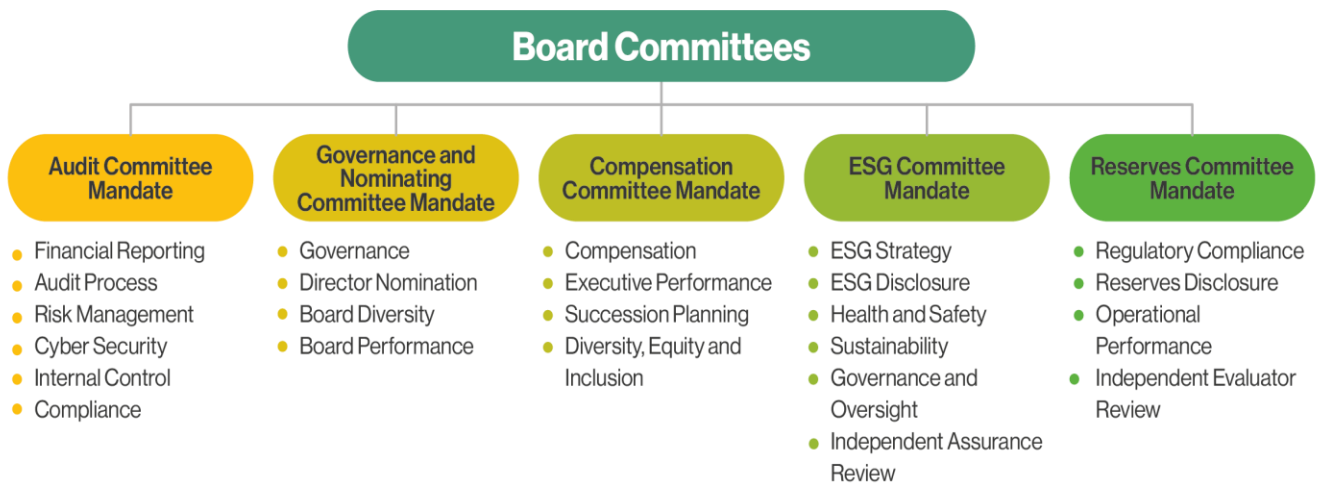 Board Committees
Audit Committee
Mandate
Financial Reporting
Audit Process
Risk Management
Cyber Security
Internal Control
Compliance
Governance and
Nominating
Committee Mandate
Governance
Director Nomination
Board Diversity
Board Performance
Compensation
Committee Mandate
Compensation
Executive Performance
Succession Planning
Diversity, Equity and
Inclusion
ESG Committee
Mandate
ESG Strategy
ESG Disclosure
Health and Safety
Sustainability
Governance and
Oversight
Independent Assurance
Review
Reserves Committee
Mandate
Regulatory Compliance
Reserves Disclosure
Operational
Performance
Independent Evaluator
Review